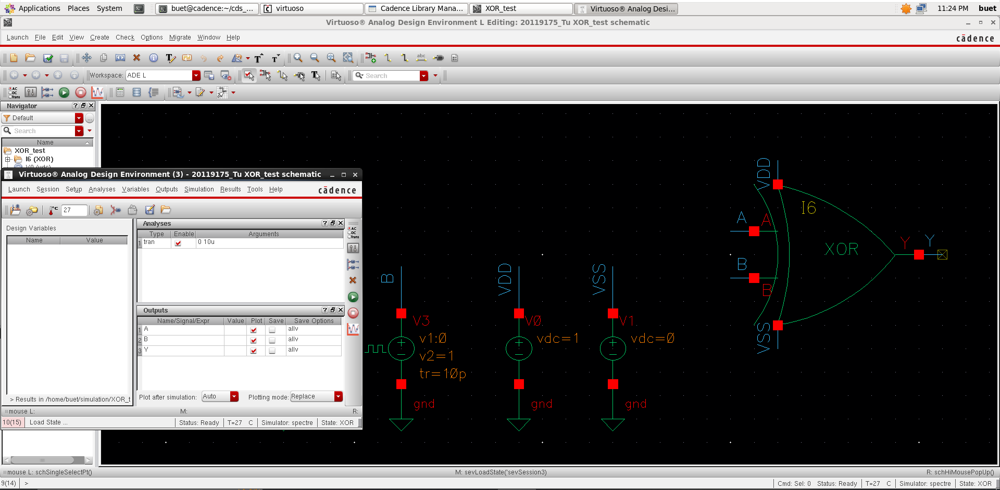 Applications Places System buet@cadence:~/cds_... virtuoso Cadence Library Mana... XOR_test Virtuoso® Analog Desi... 11:24 PM buet
Virtuoso® Analog Design Environment L Editing: 20119175_Tu XOR_test schematic
Launch File Edit View Create Check Options Migrate Window Help cādence
Workspace: ADE L Search
AC
DC
Trans
Navigator
Default
Search
Name
XOR_test
I6 (XOR)
Virtuoso® Analog Design Environment (3) - 20119175_Tu XOR_test schematic
Launch Session Setup Analyses Variables Outputs Simulation Results Tools Help cādence
°C 27
Design Variables
Name Value
> Results in /home/buet/simulation/XOR_t
Analyses
Type Enable Arguments
1 tran 0 10u
AC
DC
Trans
Outputs
Name/Signal/Expr Value Plot Save Save Options
1 A allv
2 B allv
3 Y allv
Plot after simulation: Auto Plotting mode: Replace
mouse L: M: R:
10(15) Load State ... Status: Ready T=27 C Simulator: spectre State: XOR
B
V3
v1:0
v2=1
tr=10p
gnd
VDD
V0
vdc=1
gnd
VSS
V1
vdc=0
gnd
VDD
I6
A A
XOR
Y Y
B
B
VSS
mouse L: schSingleSelectPt() M: sevLoadState('sevSession3) R: schHiMousePopUp()
9(14) > Cmd: Sel: 0 Status: Ready T=27 C Simulator: spectre State: XOR